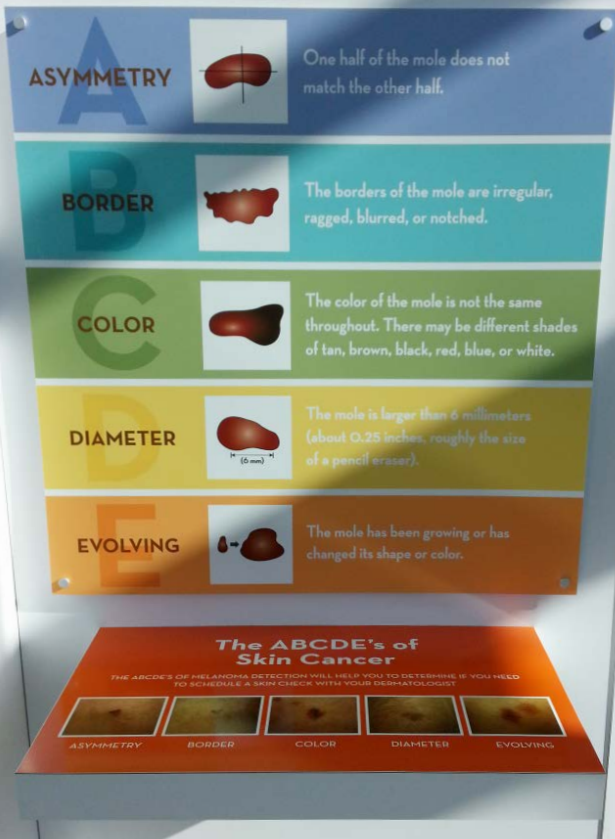 A
ASYMMETRY
One half of the mole does not
match the other half.
B
BORDER
The borders of the mole are irregular,
ragged, blurred, or notched.
C
COLOR
The color of the mole is not the same
throughout. There may be different shades
of tan, brown, black, red, blue, or white.
D
DIAMETER
(6 mm)
The mole is larger than 6 millimeters
(about 0.25 inches, roughly the size
of a pencil eraser).
E
EVOLVING
The mole has been growing or has
changed its shape or color.
The ABCDE's of
Skin Cancer
THE ABCDE'S OF MELANOMA DETECTION WILL HELP YOU TO DETERMINE IF YOU NEED
TO SCHEDULE A SKIN CHECK WITH YOUR DERMATOLOGIST
ASYMMETRY
BORDER
COLOR
DIAMETER
EVOLVING